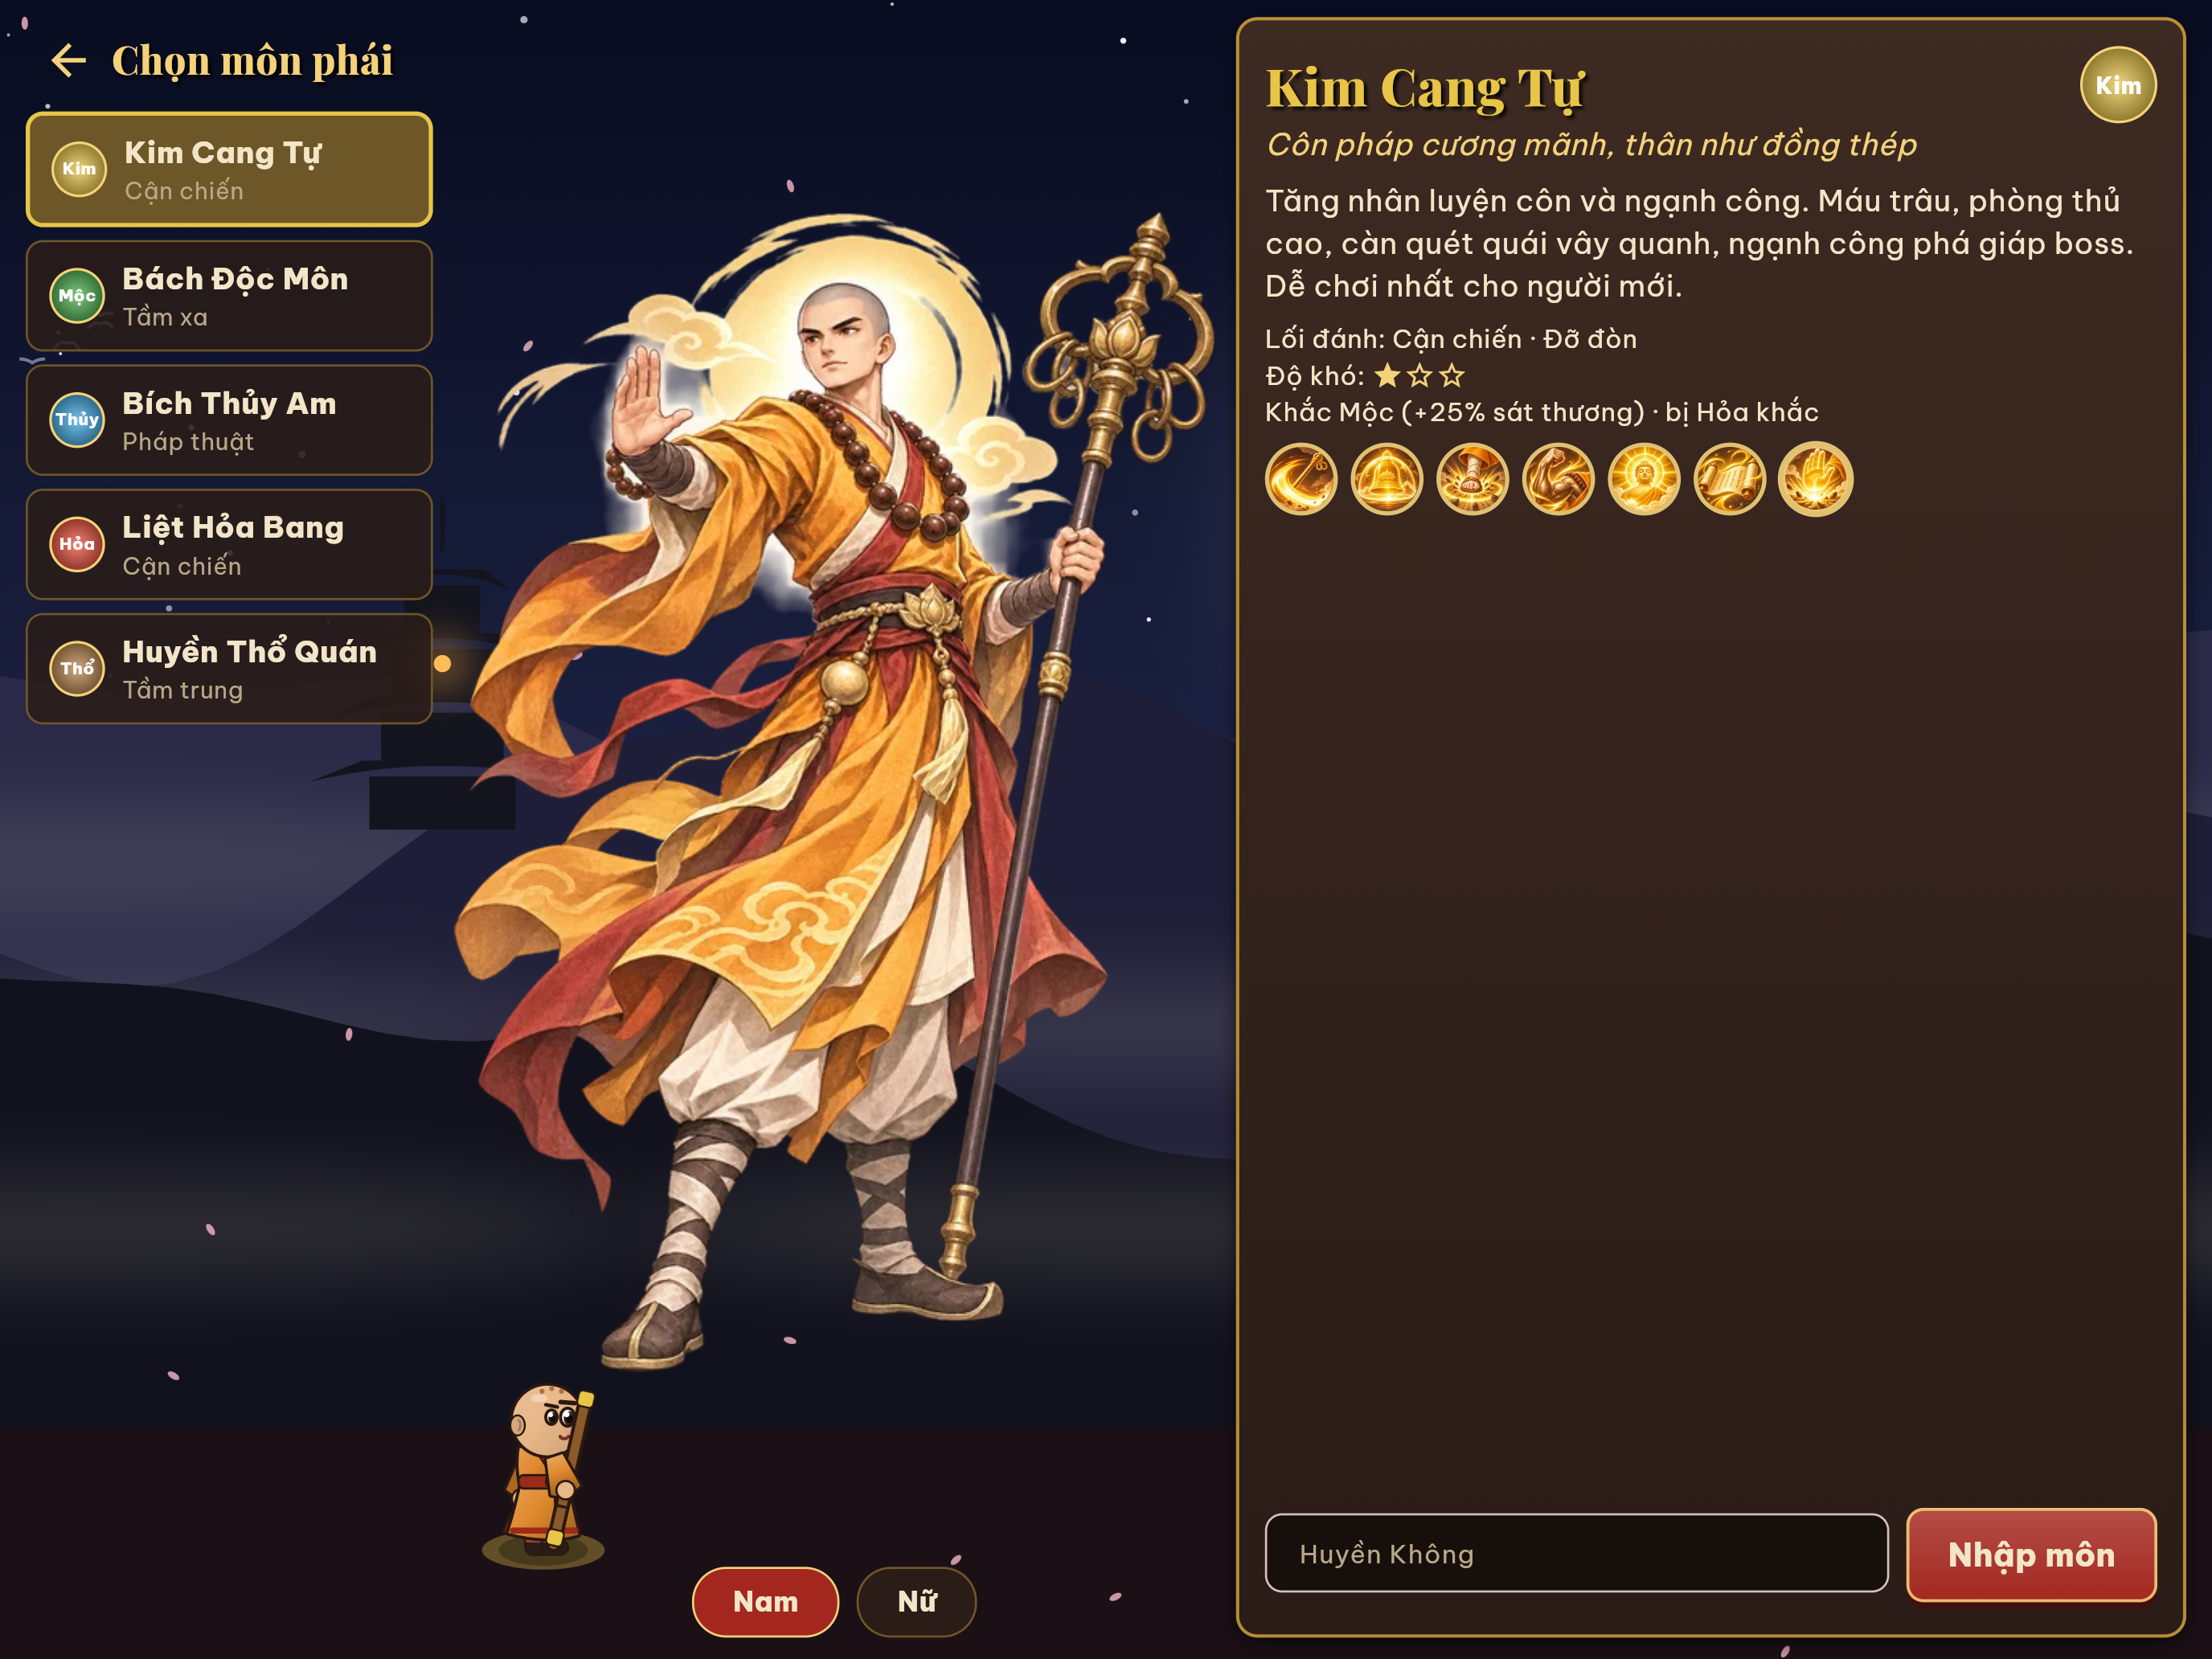 Chọn môn phái
Kim
Kim Cang Tự
Cận chiến
Mộc
Bách Độc Môn
Tầm xa
Thủy
Bích Thủy Am
Pháp thuật
Hỏa
Liệt Hỏa Bang
Cận chiến
Thổ
Huyền Thổ Quán
Tầm trung
Nam
Nữ
Kim Cang Tự
Kim
Côn pháp cương mãnh, thân như đồng thép
Tăng nhân luyện côn và ngạnh công. Máu trâu, phòng thủ
cao, càn quét quái vây quanh, ngạnh công phá giáp boss.
Dễ chơi nhất cho người mới.
Lối đánh: Cận chiến · Đỡ đòn
Độ khó: ★☆☆
Khắc Mộc (+25% sát thương) · bị Hỏa khắc
Huyền Không
Nhập môn